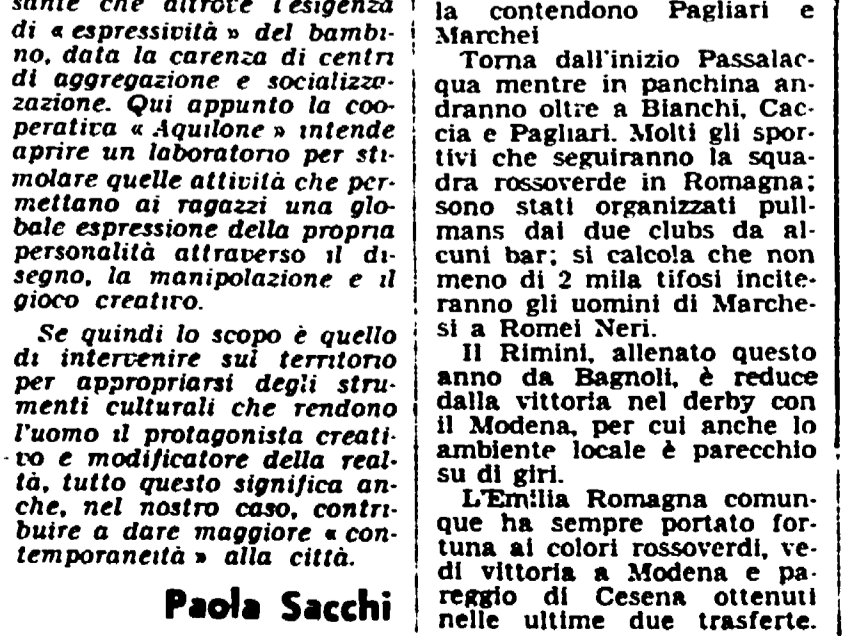 sante che altrove l'esigenza
di « espressività » del bambi-
no, data la carenza di centri
di aggregazione e socializza-
zazione. Qui appunto la coo-
perativa « Aquilone » intende
aprire un laboratorio per sti-
molare quelle attività che per-
mettano ai ragazzi una glo-
bale espressione della propria
personalità attraverso il di-
segno, la manipolazione e il
gioco creativo.
Se quindi lo scopo è quello
di intervenire sul territorio
per appropriarsi degli stru-
menti culturali che rendono
l'uomo il protagonista creati-
vo e modificatore della real-
tà, tutto questo significa an-
che, nel nostro caso, contri-
buire a dare maggiore « con-
temporaneità » alla città.
Paola Sacchi
la contendono Pagliari e
Marchei
Torna dall'inizio Passalac-
qua mentre in panchina an-
dranno oltre a Bianchi, Cac-
cia e Pagliari. Molti gli spor-
tivi che seguiranno la squa-
dra rossoverde in Romagna;
sono stati organizzati pull-
mans dai due clubs da al-
cuni bar; si calcola che non
meno di 2 mila tifosi incite-
ranno gli uomini di Marche-
si a Romei Neri.
Il Rimini, allenato questo
anno da Bagnoli, è reduce
dalla vittoria nel derby con
il Modena, per cui anche lo
ambiente locale è parecchio
su di giri.
L'Emilia Romagna comun-
que ha sempre portato for-
tuna ai colori rossoverdi, ve-
di vittoria a Modena e pa-
reggio di Cesena ottenuti
nelle ultime due trasferte.